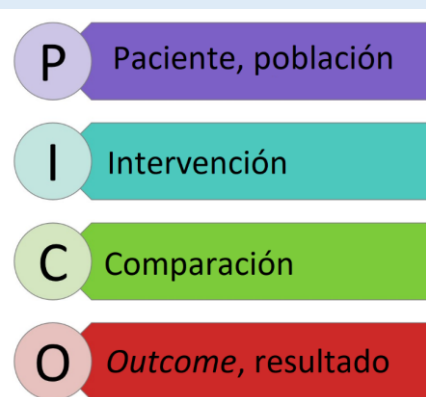 P Paciente, población
I Intervención
C Comparación
O Outcome, resultado